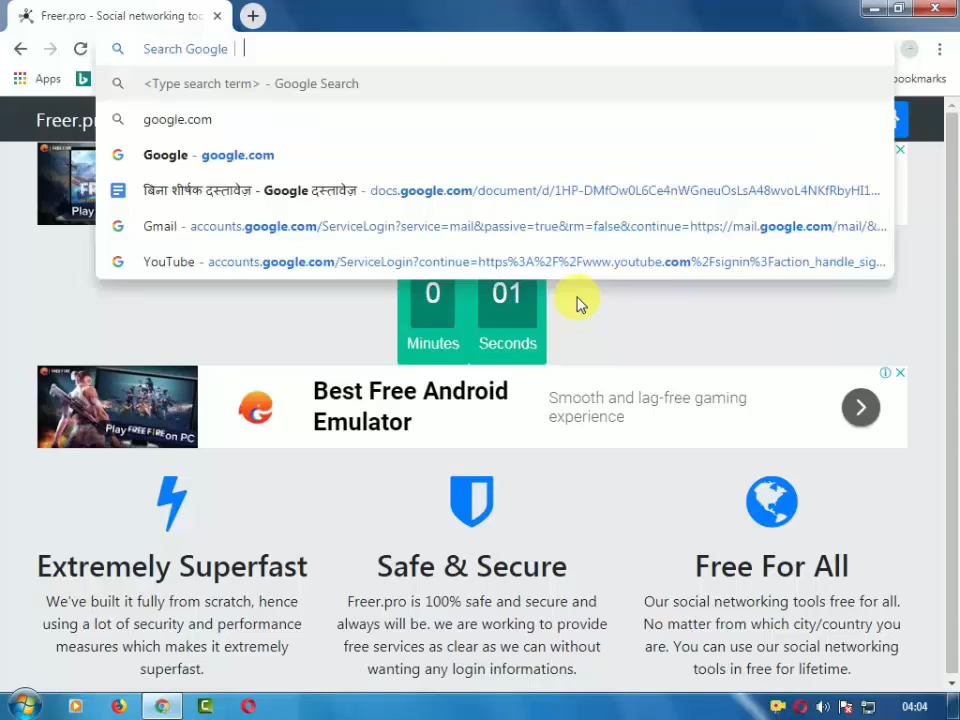 Freer.pro - Social networking too
Search Google
Apps
bookmarks
<Type search term> - Google Search
google.com
Google - google.com
बिना शीर्षक दस्तावेज़ - Google दस्तावेज़ - docs.google.com/document/d/1HP-DMfOw0L6Ce4nWGneuOsLsA48wvoL4NKfRbyHI1...
Gmail - accounts.google.com/ServiceLogin?service=mail&passive=true&rm=false&continue=https://mail.google.com/mail/&...
YouTube - accounts.google.com/ServiceLogin?continue=https%3A%2F%2Fwww.youtube.com%2Fsignin%3Faction_handle_sig...
Freer.pr
Play
0 01
Minutes Seconds
Play FREE FIRE on PC
Best Free Android
Emulator
Smooth and lag-free gaming
experience
Extremely Superfast
We've built it fully from scratch, hence
using a lot of security and performance
measures which makes it extremely
superfast.
Safe & Secure
Freer.pro is 100% safe and secure and
always will be. we are working to provide
free services as clear as we can without
wanting any login informations.
Free For All
Our social networking tools free for all.
No matter from which city/country you
are. You can use our social networking
tools in free for lifetime.
04:04